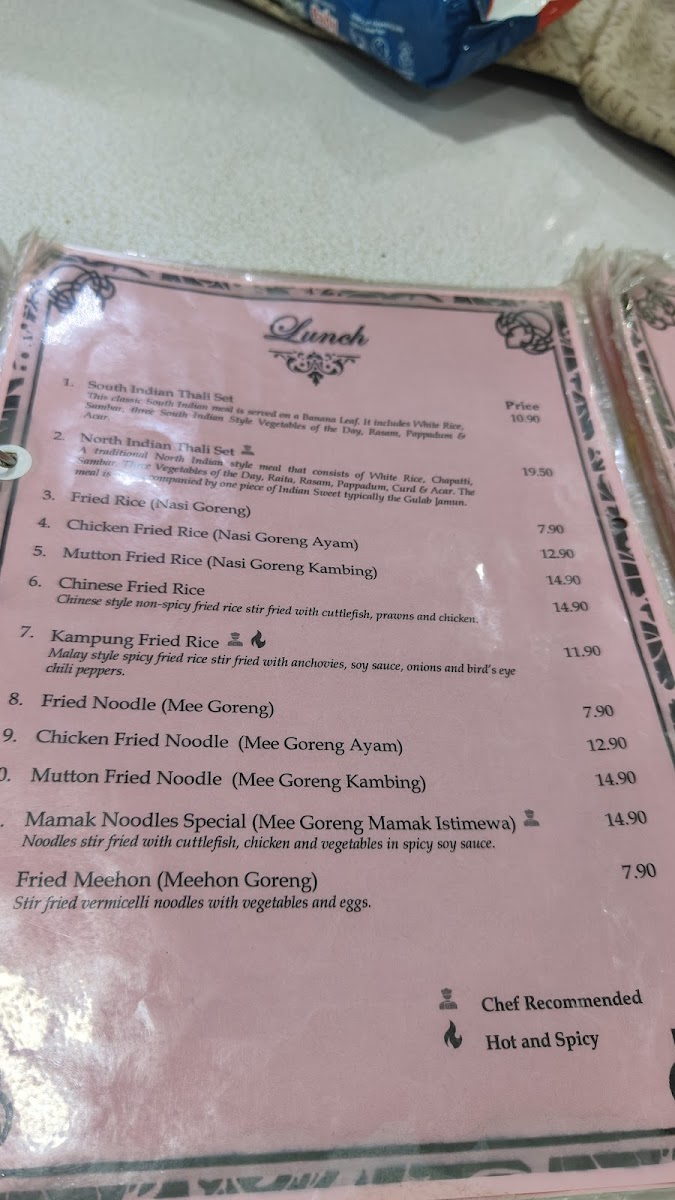 Lunch
Price
1. South Indian Thali Set 10.90
This classic South Indian meal is served on a Banana Leaf. It includes White Rice,
Sambar, three South Indian Style Vegetables of the Day, Rasam, Pappadum &
Acar.
2. North Indian Thali Set 19.50
A traditional North Indian style meal that consists of White Rice, Chapatti,
Sambar Three Vegetables of the Day, Raita, Rasam, Pappadum, Curd & Acar. The
meal is companied by one piece of Indian Sweet typically the Gulab Jamun.
3. Fried Rice (Nasi Goreng) 7.90
4. Chicken Fried Rice (Nasi Goreng Ayam) 12.90
5. Mutton Fried Rice (Nasi Goreng Kambing) 14.90
6. Chinese Fried Rice 14.90
Chinese style non-spicy fried rice stir fried with cuttlefish, prawns and chicken.
7. Kampung Fried Rice 11.90
Malay style spicy fried rice stir fried with anchovies, soy sauce, onions and bird's eye
chili peppers.
8. Fried Noodle (Mee Goreng) 7.90
9. Chicken Fried Noodle (Mee Goreng Ayam) 12.90
0. Mutton Fried Noodle (Mee Goreng Kambing) 14.90
. Mamak Noodles Special (Mee Goreng Mamak Istimewa) 14.90
Noodles stir fried with cuttlefish, chicken and vegetables in spicy soy sauce.
Fried Meehon (Meehon Goreng) 7.90
Stir fried vermicelli noodles with vegetables and eggs.
Chef Recommended
Hot and Spicy